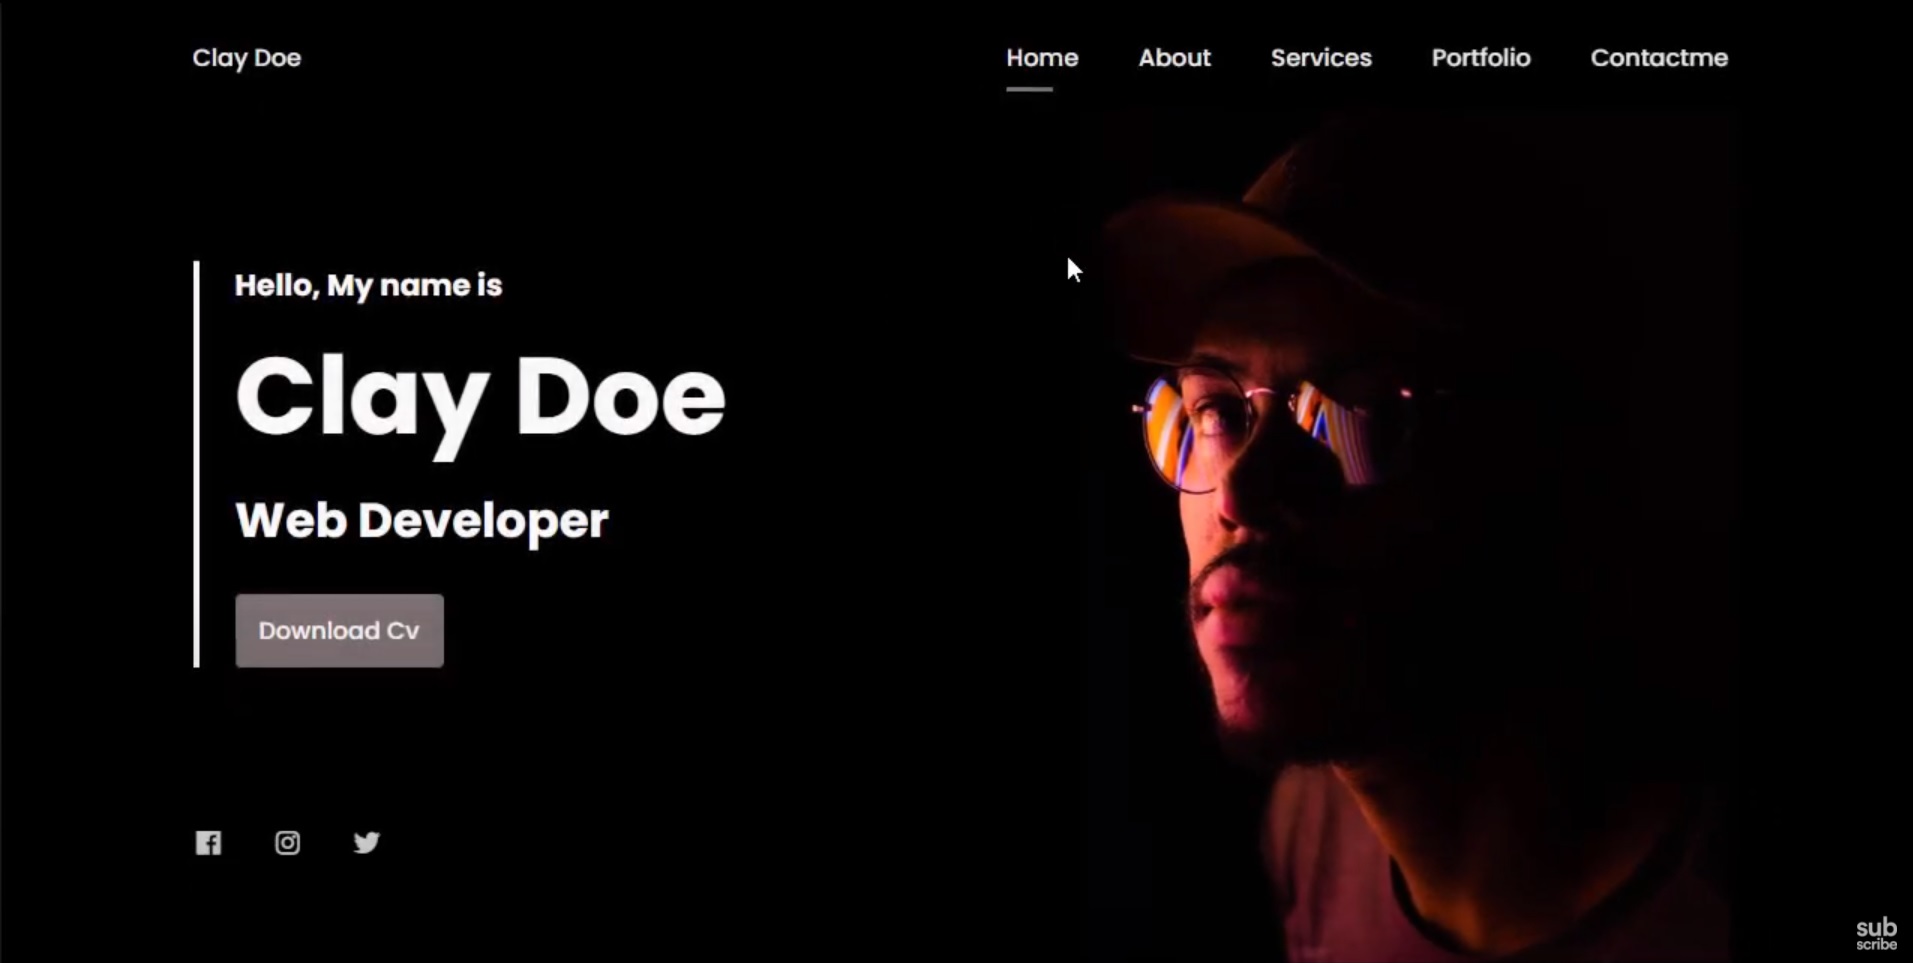 Clay Doe
Home About Services Portfolio Contactme
Hello, My name is
Clay Doe
Web Developer
Download Cv
sub
scribe